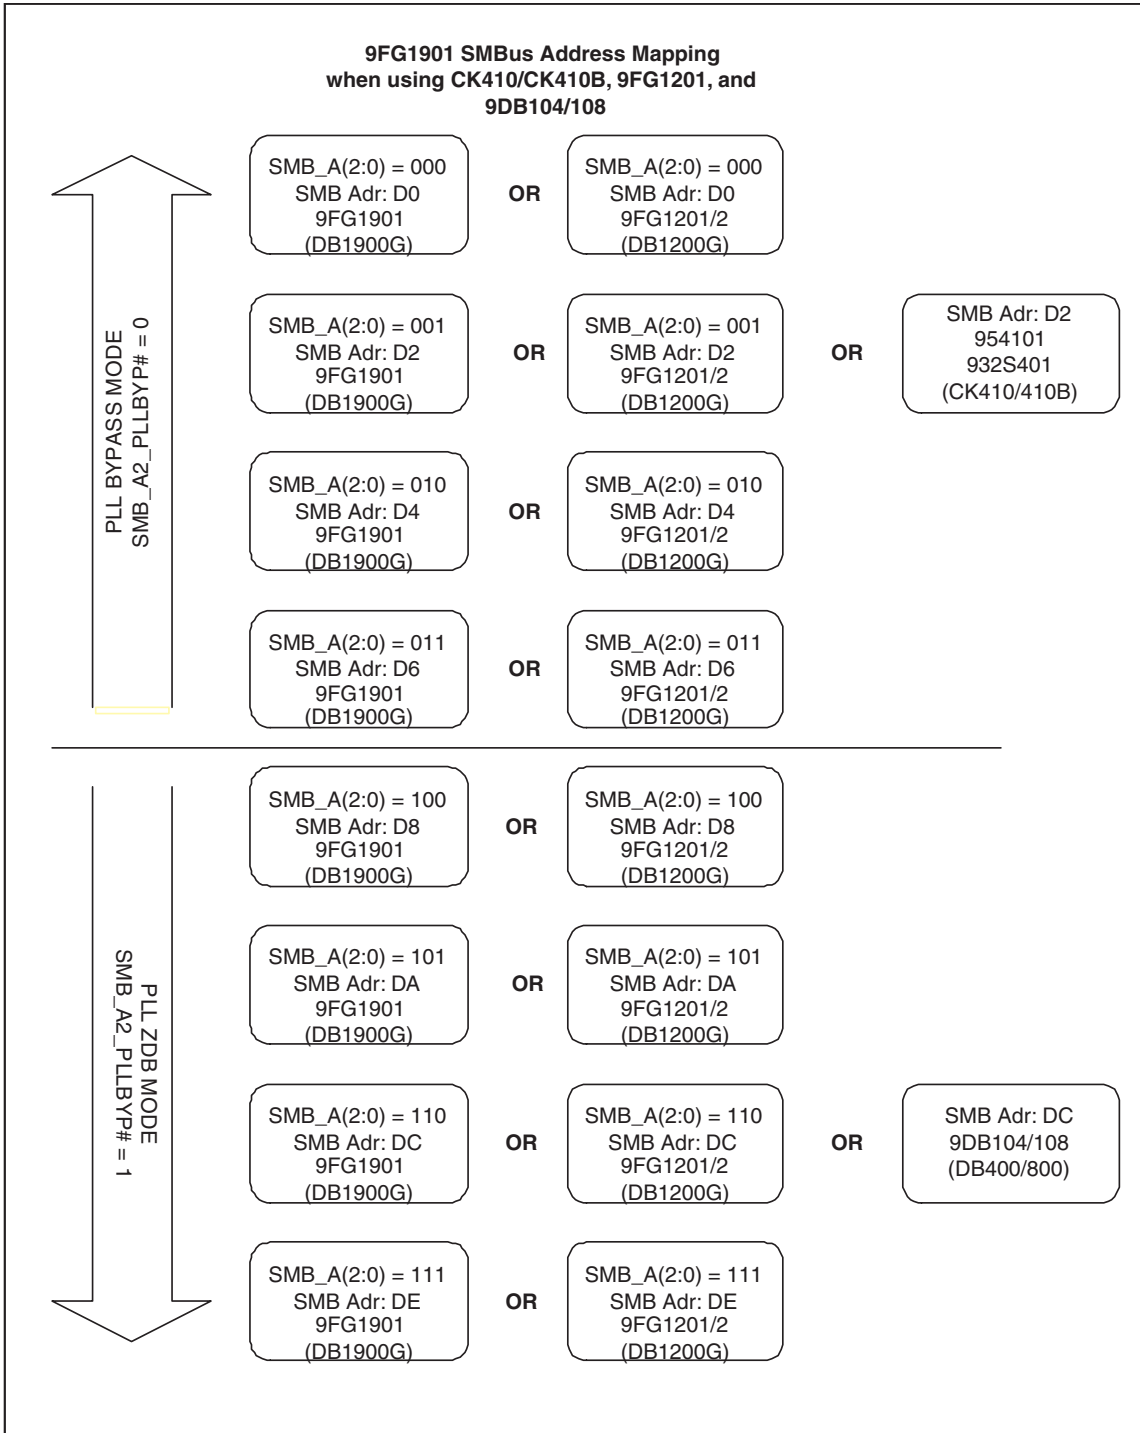 9FG1901 SMBus Address Mapping
when using CK410/CK410B, 9FG1201, and
9DB104/108
PLL BYPASS MODE
SMB_A2_PLLBYP# = 0
SMB_A(2:0) = 000
SMB Adr: D0
9FG1901
(DB1900G)
OR
SMB_A(2:0) = 000
SMB Adr: D0
9FG1201/2
(DB1200G)
SMB_A(2:0) = 001
SMB Adr: D2
9FG1901
(DB1900G)
OR
SMB_A(2:0) = 001
SMB Adr: D2
9FG1201/2
(DB1200G)
OR
SMB Adr: D2
954101
932S401
(CK410/410B)
SMB_A(2:0) = 010
SMB Adr: D4
9FG1901
(DB1900G)
OR
SMB_A(2:0) = 010
SMB Adr: D4
9FG1201/2
(DB1200G)
SMB_A(2:0) = 011
SMB Adr: D6
9FG1901
(DB1900G)
OR
SMB_A(2:0) = 011
SMB Adr: D6
9FG1201/2
(DB1200G)
PLL ZDB MODE
SMB_A2_PLLBYP# = 1
SMB_A(2:0) = 100
SMB Adr: D8
9FG1901
(DB1900G)
OR
SMB_A(2:0) = 100
SMB Adr: D8
9FG1201/2
(DB1200G)
SMB_A(2:0) = 101
SMB Adr: DA
9FG1901
(DB1900G)
OR
SMB_A(2:0) = 101
SMB Adr: DA
9FG1201/2
(DB1200G)
SMB_A(2:0) = 110
SMB Adr: DC
9FG1901
(DB1900G)
OR
SMB_A(2:0) = 110
SMB Adr: DC
9FG1201/2
(DB1200G)
OR
SMB Adr: DC
9DB104/108
(DB400/800)
SMB_A(2:0) = 111
SMB Adr: DE
9FG1901
(DB1900G)
OR
SMB_A(2:0) = 111
SMB Adr: DE
9FG1201/2
(DB1200G)